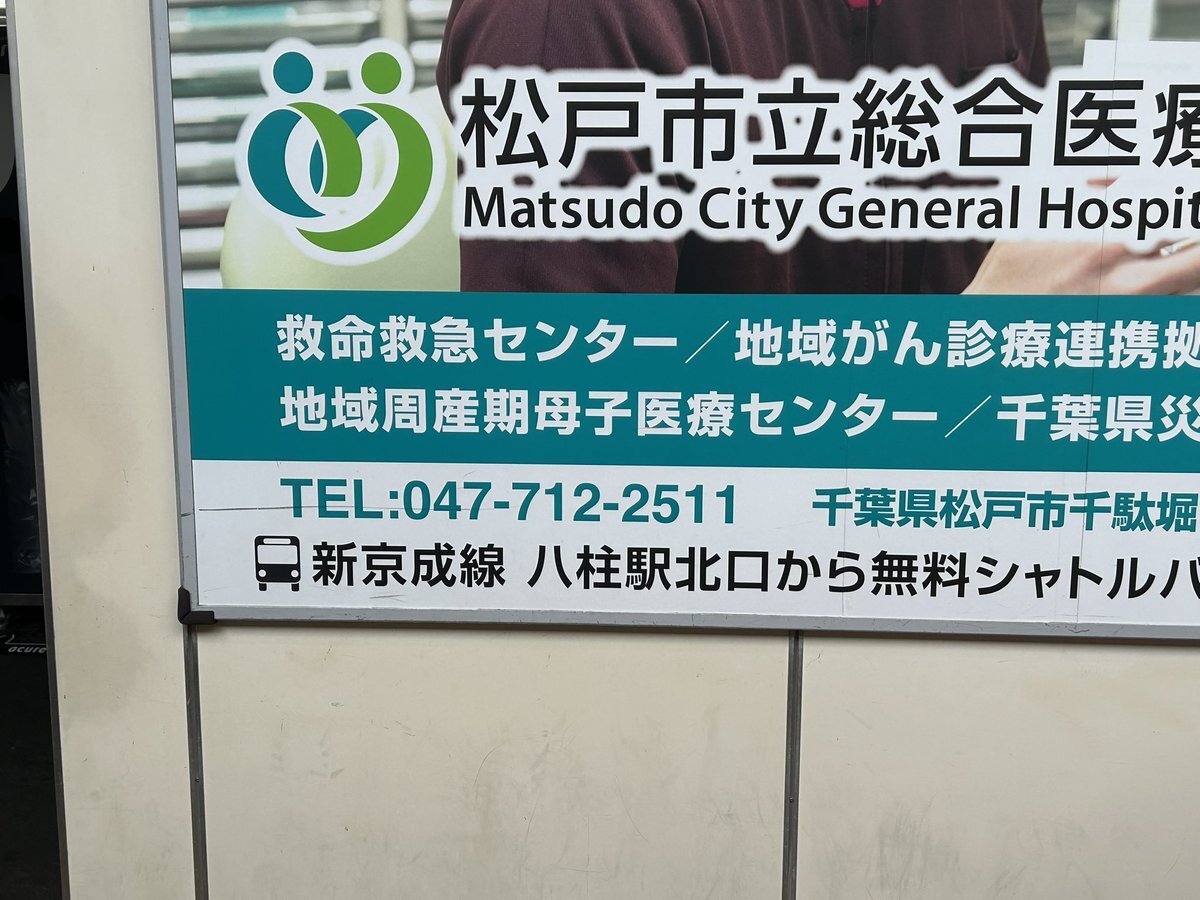 松戸市立総合医療
Matsudo City General Hospit
救命救急センター／地域がん診療連携拠
地域周産期母子医療センター／千葉県災
TEL:047-712-2511 千葉県松戸市千駄堀
新京成線 八柱駅北口から無料シャトルバ
acure